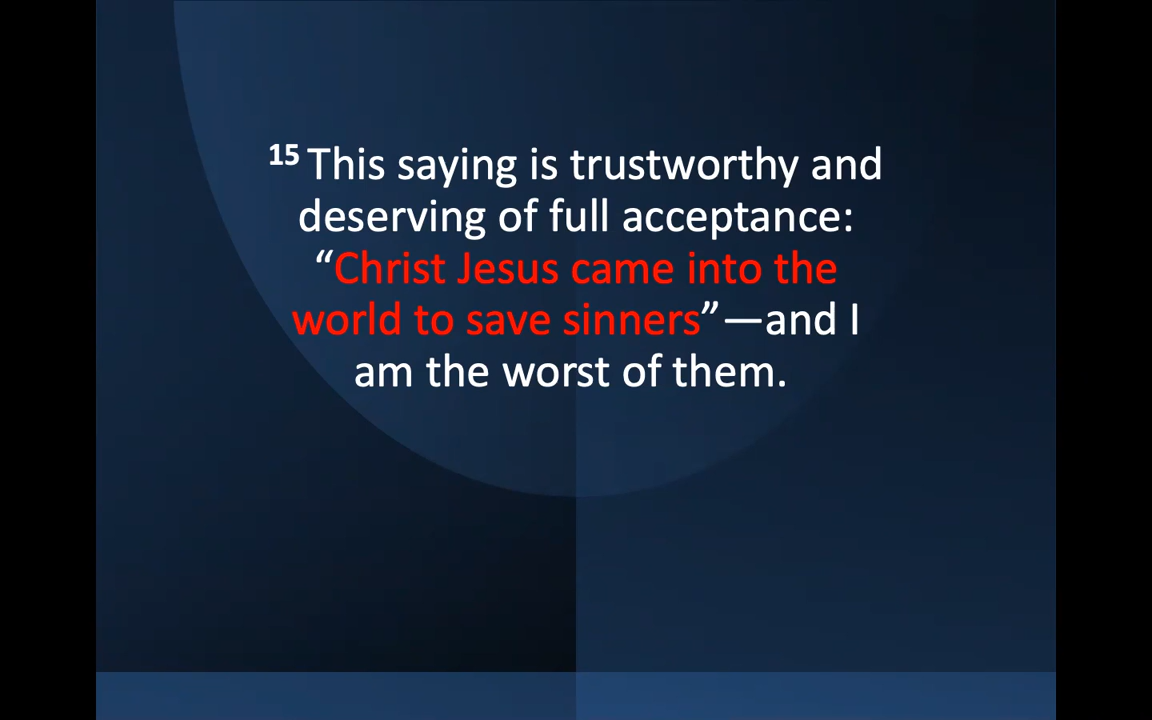 15 This saying is trustworthy and
deserving of full acceptance:
“Christ Jesus came into the
world to save sinners”—and I
am the worst of them.